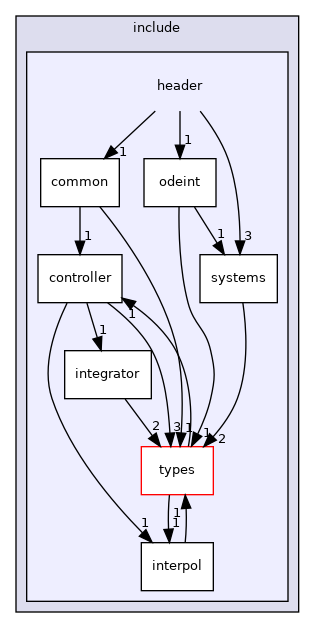 include
header
1
common
odeint
1
3
1
1
controller
systems
1
1
integrator
2
3
1
1
2
types
1
1
1
interpol